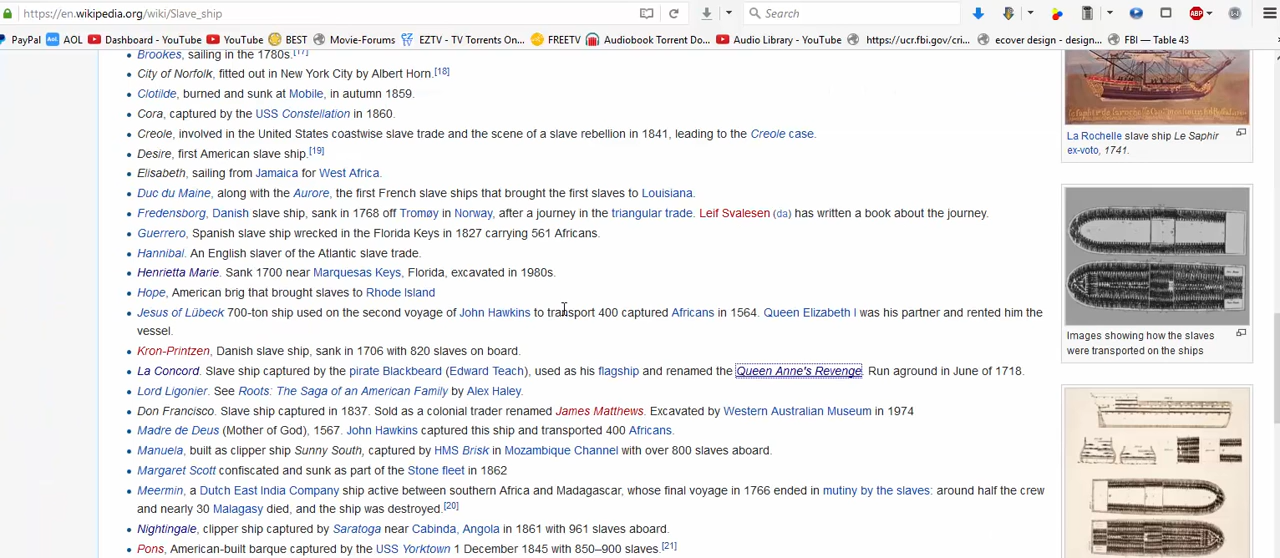 https://en.wikipedia.org/wiki/Slave_ship
Search
ABP
PayPal AOL Dashboard - YouTube YouTube BEST Movie-Forums EZTV - TV Torrents On... FREETV Audiobook Torrent Do... Audio Library - YouTube https://ucr.fbi.gov/cri... ecover design - design... FBI — Table 43
Brookes, sailing in the 1780s.[17]
City of Norfolk, fitted out in New York City by Albert Horn.[18]
Clotilde, burned and sunk at Mobile, in autumn 1859.
Cora, captured by the USS Constellation in 1860.
Creole, involved in the United States coastwise slave trade and the scene of a slave rebellion in 1841, leading to the Creole case.
Desire, first American slave ship.[19]
Elisabeth, sailing from Jamaica for West Africa.
Duc du Maine, along with the Aurore, the first French slave ships that brought the first slaves to Louisiana.
Fredensborg, Danish slave ship, sank in 1768 off Tromøy in Norway, after a journey in the triangular trade. Leif Svalesen (da) has written a book about the journey.
Guerrero, Spanish slave ship wrecked in the Florida Keys in 1827 carrying 561 Africans.
Hannibal. An English slaver of the Atlantic slave trade.
Henrietta Marie. Sank 1700 near Marquesas Keys, Florida, excavated in 1980s.
Hope, American brig that brought slaves to Rhode Island
Jesus of Lübeck 700-ton ship used on the second voyage of John Hawkins to transport 400 captured Africans in 1564. Queen Elizabeth I was his partner and rented him the
vessel.
Kron-Printzen, Danish slave ship, sank in 1706 with 820 slaves on board.
La Concord. Slave ship captured by the pirate Blackbeard (Edward Teach), used as his flagship and renamed the Queen Anne's Revenge. Run aground in June of 1718.
Lord Ligonier. See Roots: The Saga of an American Family by Alex Haley.
Don Francisco. Slave ship captured in 1837. Sold as a colonial trader renamed James Matthews. Excavated by Western Australian Museum in 1974
Madre de Deus (Mother of God), 1567. John Hawkins captured this ship and transported 400 Africans.
Manuela, built as clipper ship Sunny South, captured by HMS Brisk in Mozambique Channel with over 800 slaves aboard.
Margaret Scott confiscated and sunk as part of the Stone fleet in 1862
Meermin, a Dutch East India Company ship active between southern Africa and Madagascar, whose final voyage in 1766 ended in mutiny by the slaves: around half the crew
and nearly 30 Malagasy died, and the ship was destroyed.[20]
Nightingale, clipper ship captured by Saratoga near Cabinda, Angola in 1861 with 961 slaves aboard.
Pons, American-built barque captured by the USS Yorktown 1 December 1845 with 850–900 slaves.[21]
La Rochelle slave ship Le Saphir
ex-voto, 1741.
Images showing how the slaves
were transported on the ships